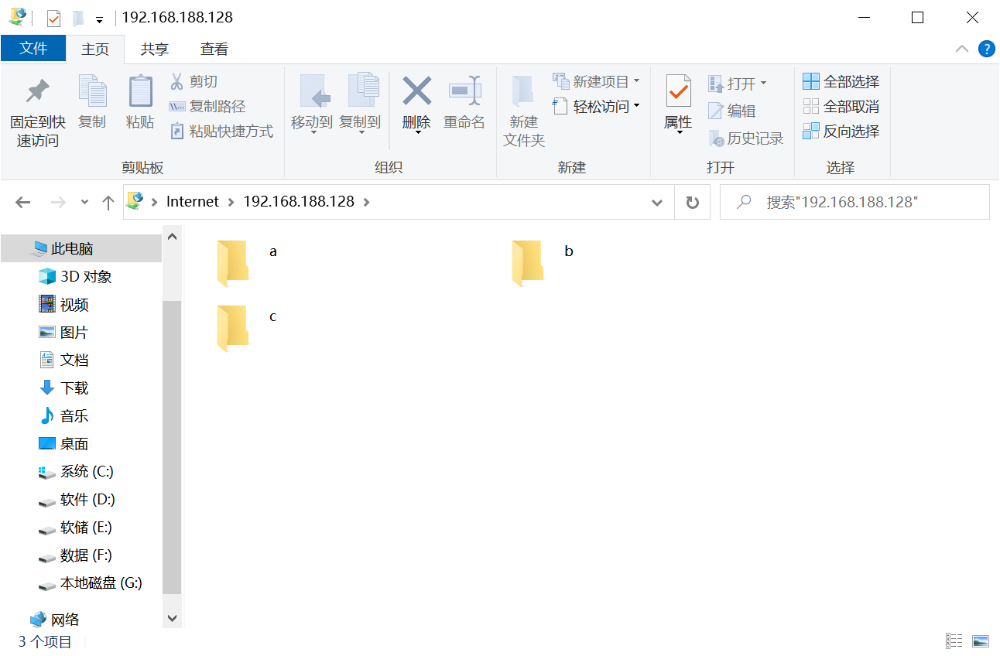 192.168.188.128
文件 主页 共享 查看
固定到快速访问
复制
粘贴
剪切
复制路径
粘贴快捷方式
剪贴板
移动到
复制到
删除
重命名
组织
新建
文件夹
新建项目
轻松访问
新建
属性
打开
编辑
历史记录
打开
全部选择
全部取消
反向选择
选择
Internet 192.168.188.128
搜索"192.168.188.128"
此电脑
3D 对象
视频
图片
文档
下载
音乐
桌面
系统 (C:)
软件 (D:)
软储 (E:)
数据 (F:)
本地磁盘 (G:)
网络
a
b
c
3 个项目